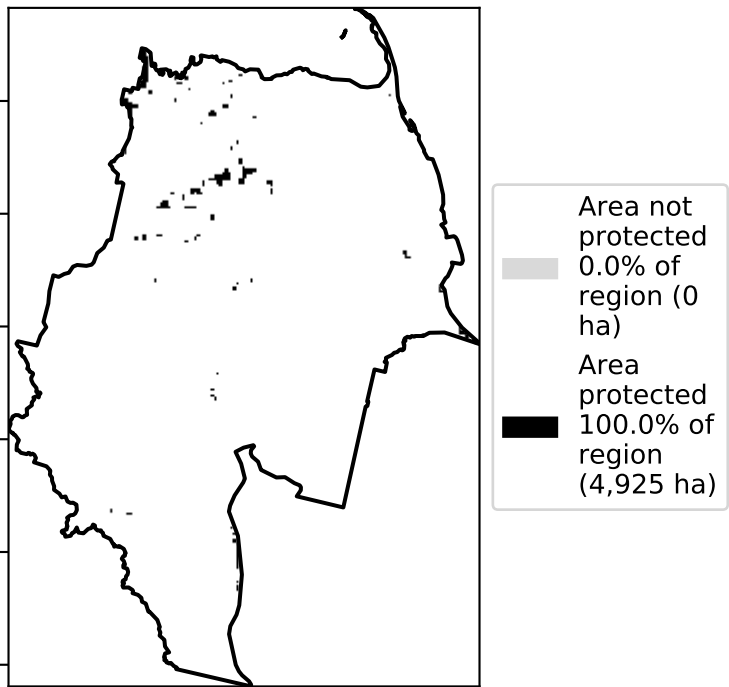 Area not
protected
0.0% of
region (0
ha)
Area
protected
100.0% of
region
(4,925 ha)